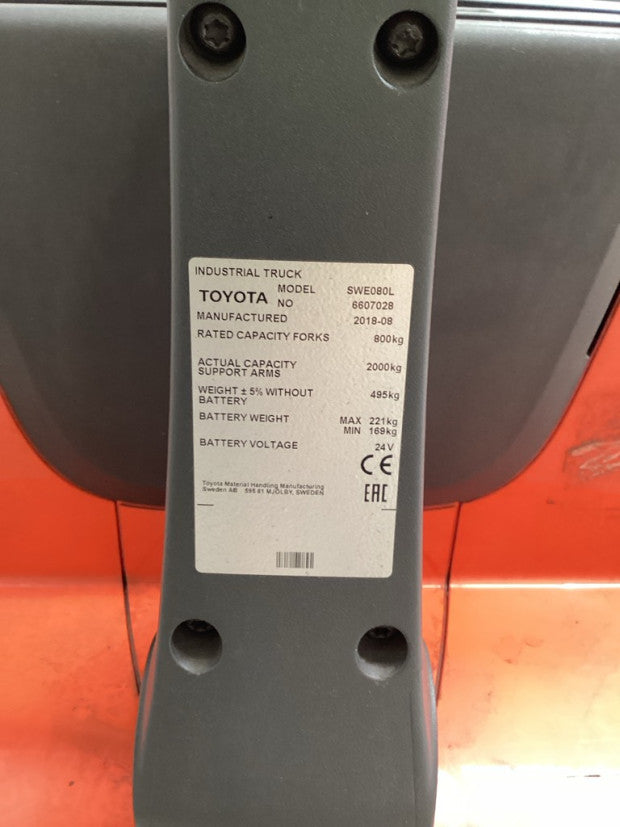 INDUSTRIAL TRUCK
TOYOTA MODEL SWE080L
NO 6607028
MANUFACTURED 2018-08
RATED CAPACITY FORKS 800kg
ACTUAL CAPACITY
SUPPORT ARMS 2000kg
WEIGHT ± 5% WITHOUT
BATTERY 495kg
BATTERY WEIGHT MAX 221kg
MIN 169kg
BATTERY VOLTAGE 24V
CE
Toyota Material Handling Manufacturing
Sweden AB 595 81 MJÖLBY, SWEDEN
EAC